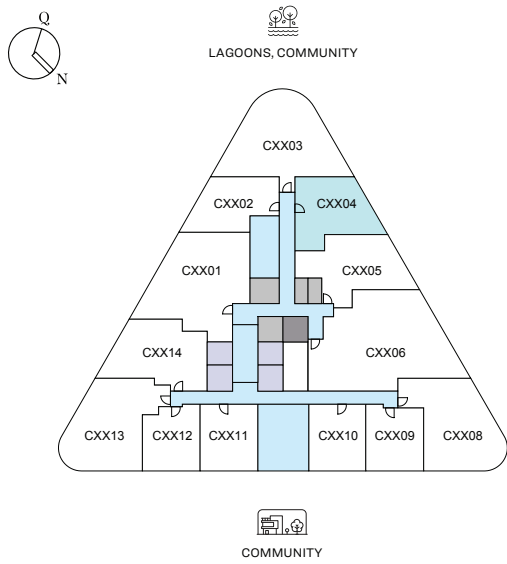 Q
N
LAGOONS, COMMUNITY
CXX03
CXX02
CXX04
CXX01
CXX05
CXX14
CXX06
CXX13
CXX12
CXX11
CXX10
CXX09
CXX08
COMMUNITY